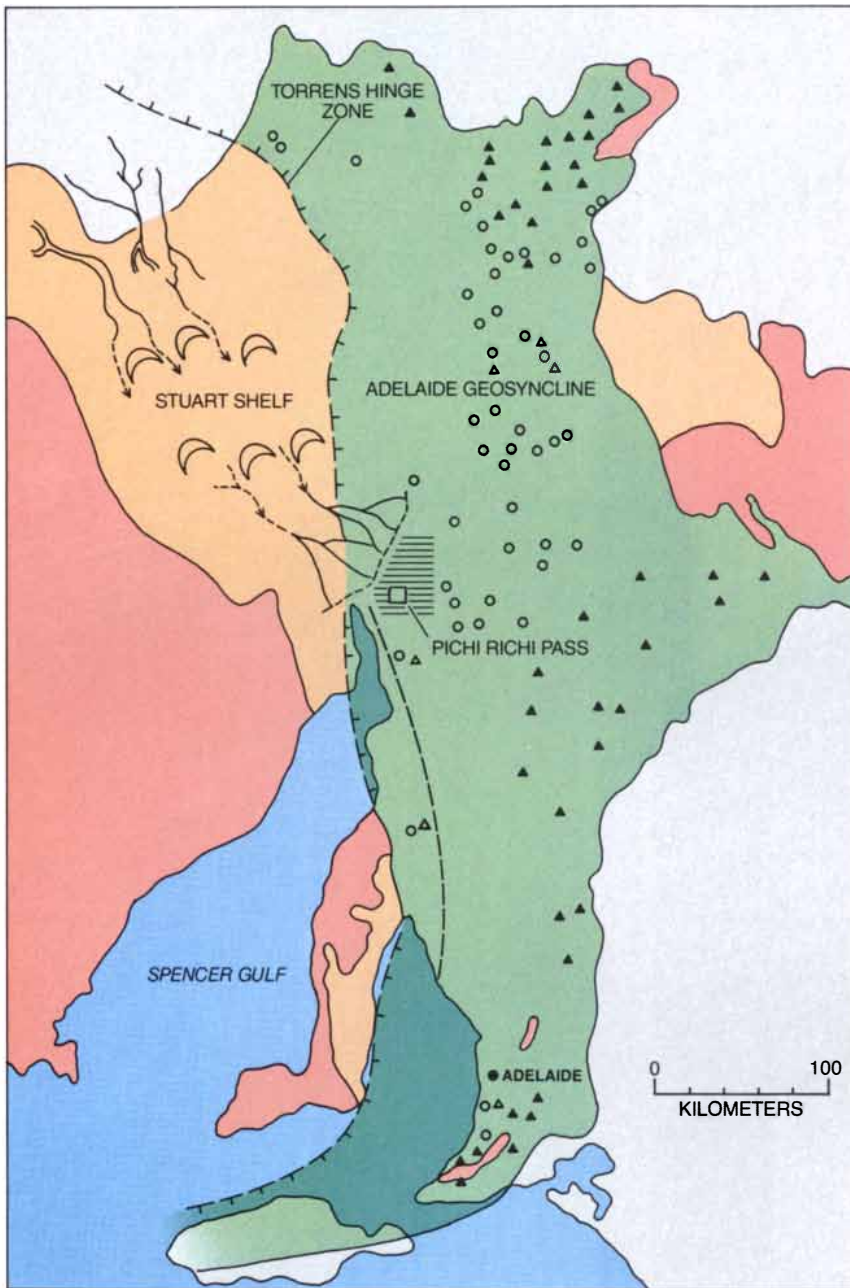 TORRENS HINGE
ZONE
ADELAIDE GEOSYNCLINE
STUART SHELF
PICHI RICHI PASS
SPENCER GULF
ADELAIDE
0 100
KILOMETERS